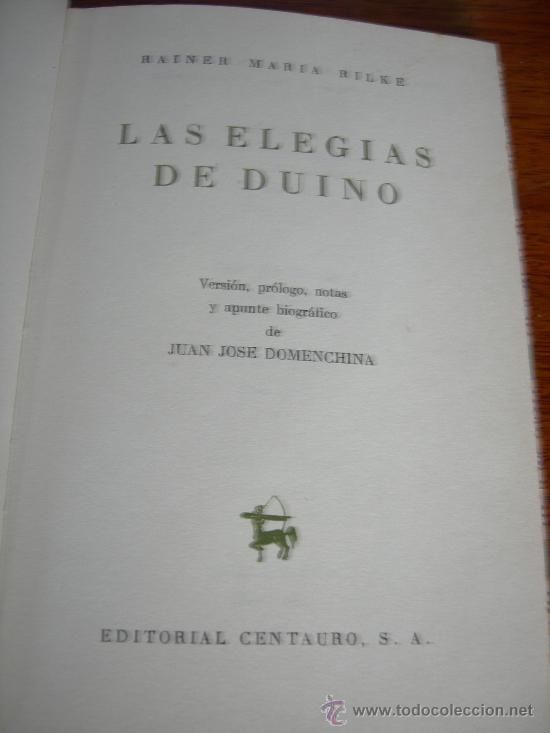 RAINER MARIA RILKE
LAS ELEGIAS
DE DUINO
Versión, prólogo, notas
y apunte biográfico
de
JUAN JOSE DOMENCHINA
EDITORIAL CENTAURO, S. A.
www.todocoleccion.net